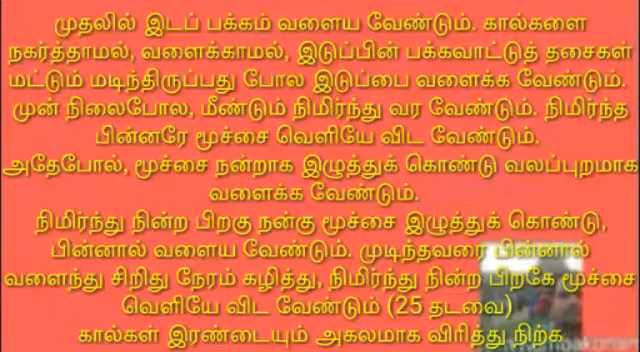 முதலில் இடப் பக்கம் வளைய வேண்டும். கால்களை
நகர்த்தாமல், வளைக்காமல், இடுப்பின் பக்கவாட்டுத் தசைகள்
மட்டும் மடிந்திருப்பது போல இடுப்பை வளைக்க வேண்டும்.
முன் நிலைபோல, மீண்டும் நிமிர்ந்து வர வேண்டும். நிமிர்ந்த
பின்னரே மூச்சை வெளியே விட வேண்டும்.
அதேபோல், மூச்சை நன்றாக இழுத்துக் கொண்டு வலப்புறமாக
வளைக்க வேண்டும்.
நிமிர்ந்து நின்ற பிறகு நன்கு மூச்சை இழுத்துக் கொண்டு,
பின்னால் வளைய வேண்டும். முடிந்தவரை பின்னால்
வளைந்து சிறிது நேரம் கழித்து, நிமிர்ந்து நின்ற பிறகே மூச்சை
வெளியே விட வேண்டும் (25 தடவை)
கால்கள் இரண்டையும் அகலமாக விரித்து நிற்க